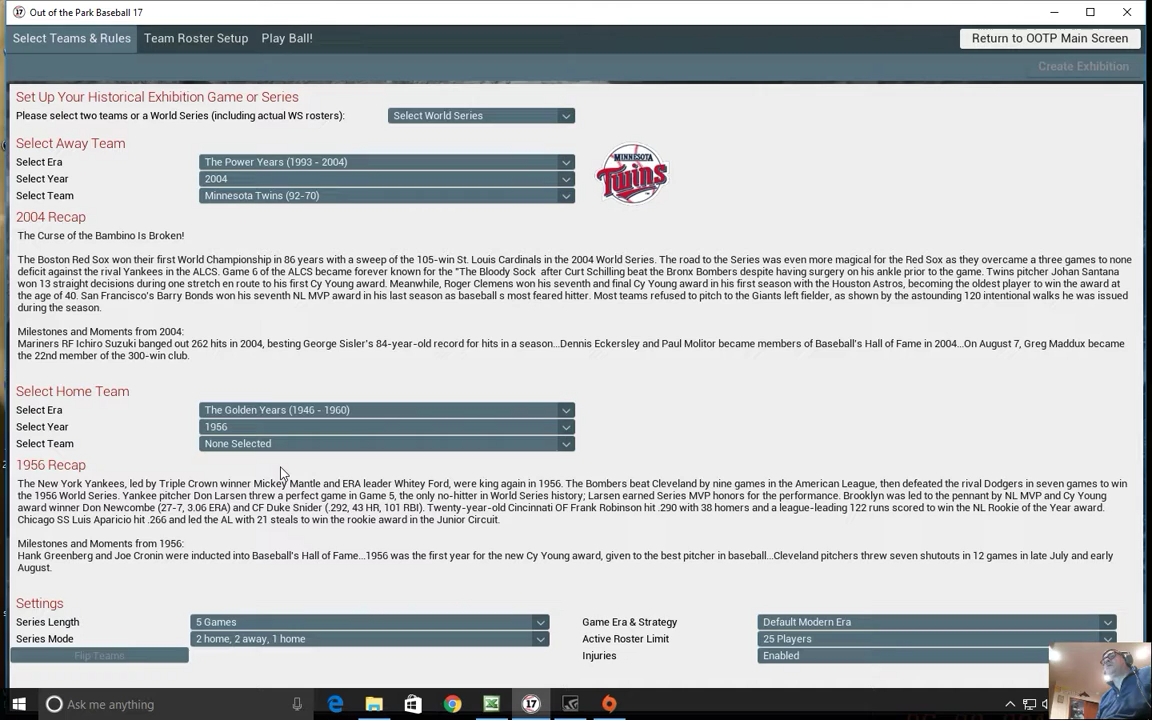 Out of the Park Baseball 17
Select Teams & Rules Team Roster Setup Play Ball! Return to OOTP Main Screen
Create Exhibition
Set Up Your Historical Exhibition Game or Series
Please select two teams or a World Series (including actual WS rosters): Select World Series
Select Away Team
Select Era The Power Years (1993 - 2004)
Select Year 2004
Select Team Minnesota Twins (92-70)
MINNESOTA
Twins
2004 Recap
The Curse of the Bambino Is Broken!
The Boston Red Sox won their first World Championship in 86 years with a sweep of the 105-win St. Louis Cardinals in the 2004 World Series. The road to the Series was even more magical for the Red Sox as they overcame a three games to none
deficit against the rival Yankees in the ALCS. Game 6 of the ALCS became forever known for the "The Bloody Sock after Curt Schilling beat the Bronx Bombers despite having surgery on his ankle prior to the game. Twins pitcher Johan Santana
won 13 straight decisions during one stretch en route to his first Cy Young award. Meanwhile, Roger Clemens won his seventh and final Cy Young award in his first season with the Houston Astros, becoming the oldest player to win the award at
the age of 40. San Francisco's Barry Bonds won his seventh NL MVP award in his last season as baseball s most feared hitter. Most teams refused to pitch to the Giants left fielder, as shown by the astounding 120 intentional walks he was issued
during the season.
Milestones and Moments from 2004:
Mariners RF Ichiro Suzuki banged out 262 hits in 2004, besting George Sisler's 84-year-old record for hits in a season...Dennis Eckersley and Paul Molitor became members of Baseball's Hall of Fame in 2004...On August 7, Greg Maddux became
the 22nd member of the 300-win club.
Select Home Team
Select Era The Golden Years (1946 - 1960)
Select Year 1956
Select Team None Selected
1956 Recap
The New York Yankees, led by Triple Crown winner Mickey Mantle and ERA leader Whitey Ford, were king again in 1956. The Bombers beat Cleveland by nine games in the American League, then defeated the rival Dodgers in seven games to win
the 1956 World Series. Yankee pitcher Don Larsen threw a perfect game in Game 5, the only no-hitter in World Series history; Larsen earned Series MVP honors for the performance. Brooklyn was led to the pennant by NL MVP and Cy Young
award winner Don Newcombe (27-7, 3.06 ERA) and CF Duke Snider (.292, 43 HR, 101 RBI). Twenty-year-old Cincinnati OF Frank Robinson hit .290 with 38 homers and a league-leading 122 runs scored to win the NL Rookie of the Year award.
Chicago SS Luis Aparicio hit .266 and led the AL with 21 steals to win the rookie award in the Junior Circuit.
Milestones and Moments from 1956:
Hank Greenberg and Joe Cronin were inducted into Baseball's Hall of Fame...1956 was the first year for the new Cy Young award, given to the best pitcher in baseball...Cleveland pitchers threw seven shutouts in 12 games in late July and early
August.
Settings
Series Length 5 Games Game Era & Strategy Default Modern Era
Series Mode 2 home, 2 away, 1 home Active Roster Limit 25 Players
Flip Teams Injuries Enabled
Ask me anything 17